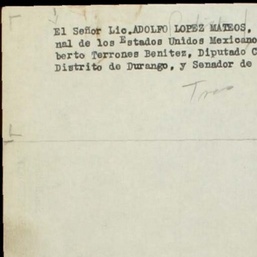 El Señor Lic. ADOLFO LOPEZ MATEOS,
nal de los Estados Unidos Mexicano
berto Terrones Benitez, Diputado C
Distrito de Durango, y Senador de